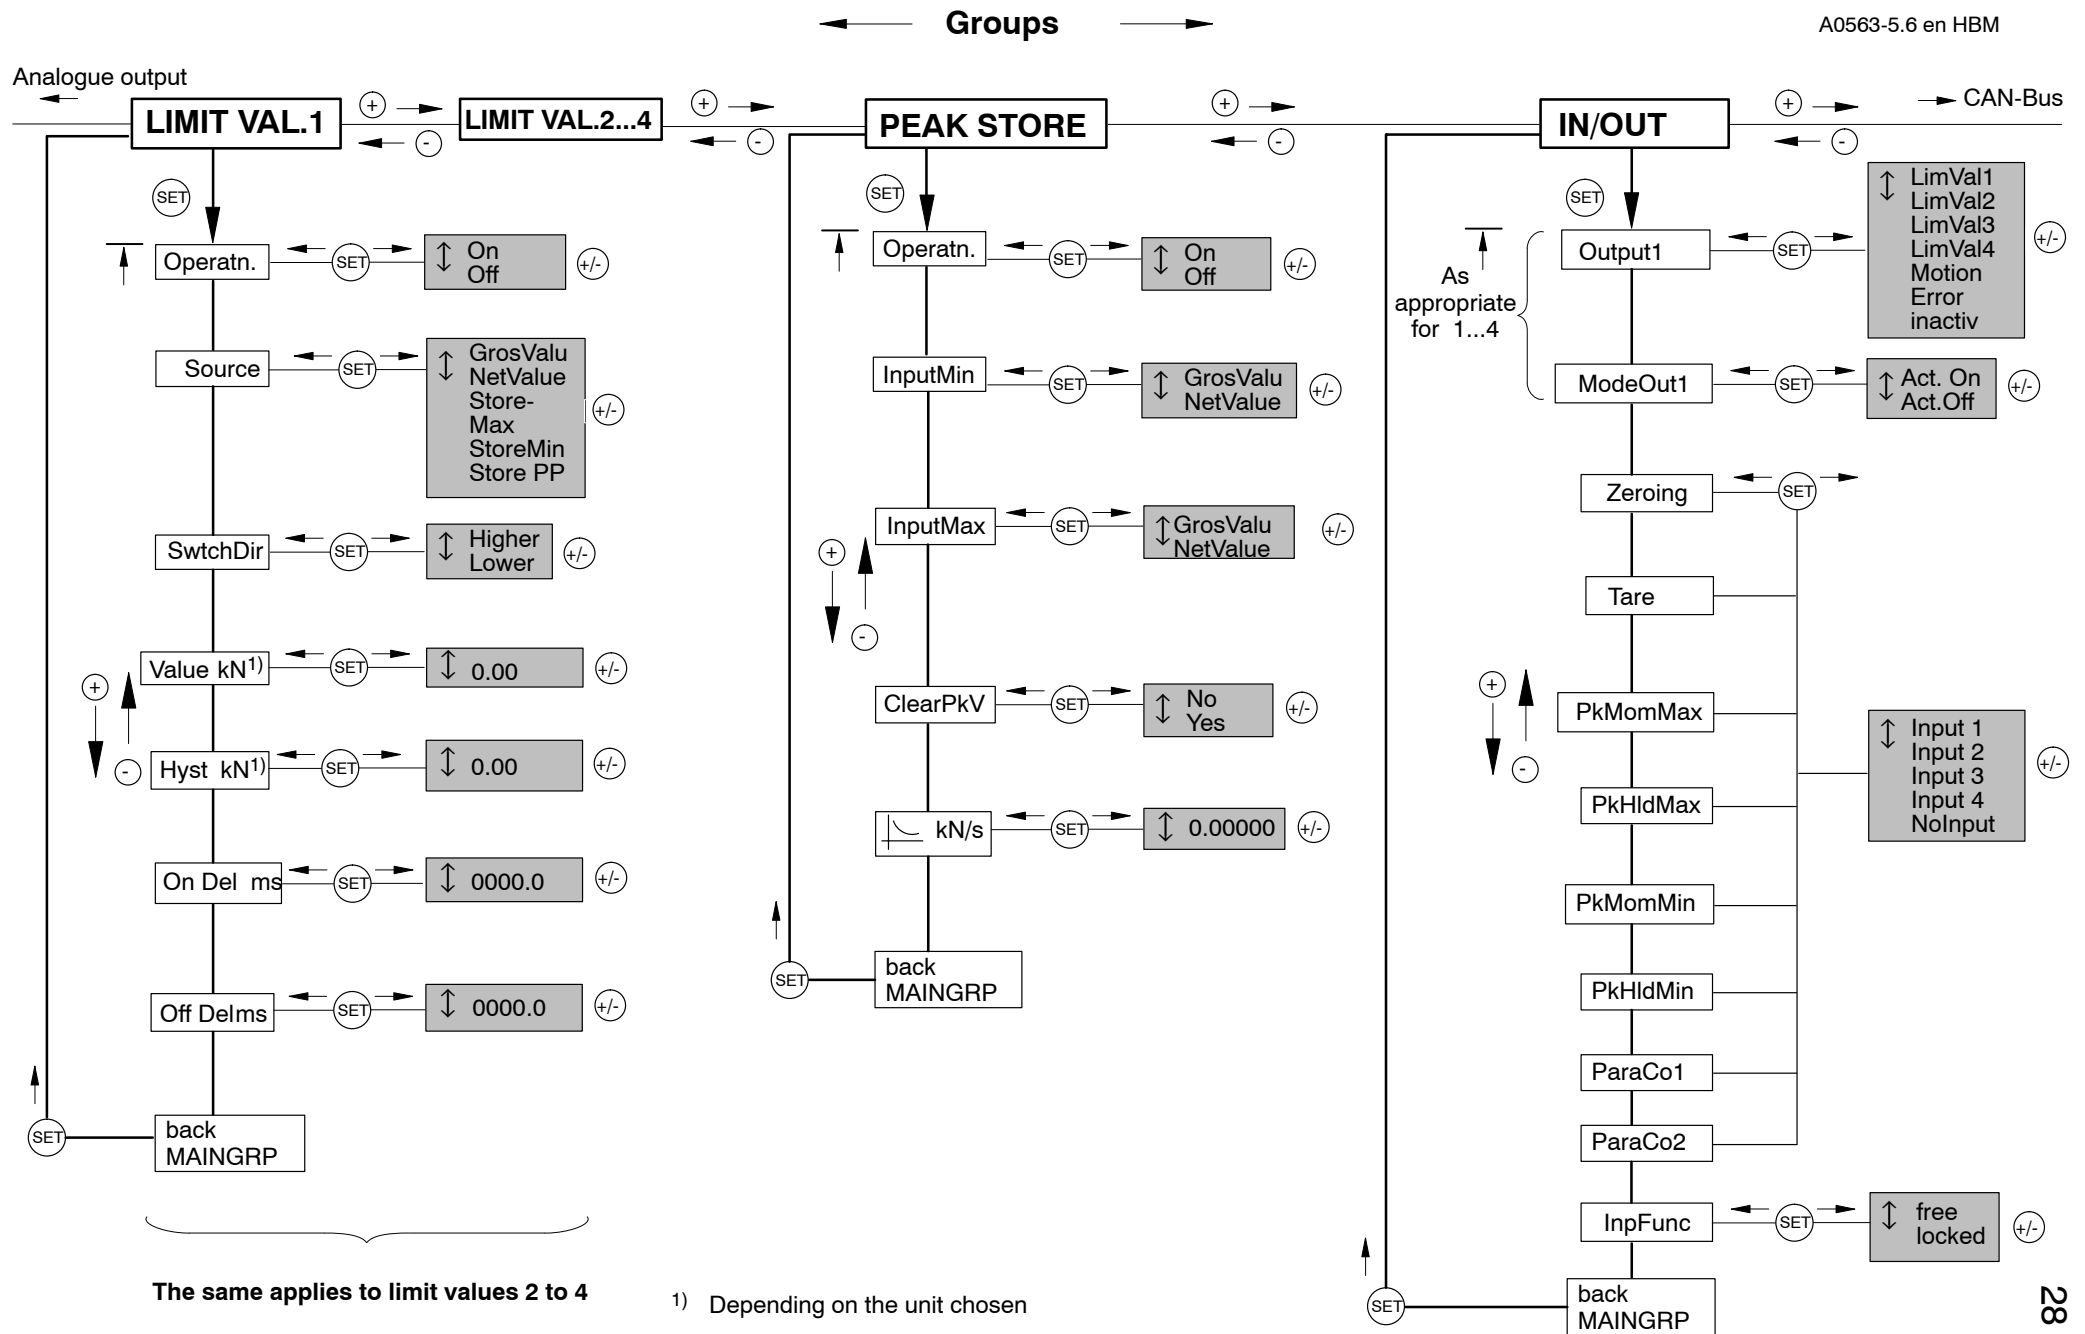 Groups
A0563-5.6 en HBM
Analogue output
CAN-Bus
LIMIT VAL.1
+
-
LIMIT VAL.2...4
+
-
PEAK STORE
+
-
IN/OUT
+
-
SET
Operatn.
SET
On
Off
+/-
Source
SET
GrosValu
NetValue
Store-
Max
StoreMin
Store PP
+/-
SwtchDir
SET
Higher
Lower
+/-
Value kN1)
SET
0.00
+/-
+
-
Hyst kN1)
SET
0.00
+/-
On Del ms
SET
0000.0
+/-
Off Delms
SET
0000.0
+/-
SET
back
MAINGRP
The same applies to limit values 2 to 4
SET
Operatn.
SET
On
Off
+/-
InputMin
SET
GrosValu
NetValue
+/-
InputMax
SET
GrosValu
NetValue
+/-
+
-
ClearPkV
SET
No
Yes
+/-
kN/s
SET
0.00000
+/-
SET
back
MAINGRP
1) Depending on the unit chosen
SET
As
appropriate
for 1...4
Output1
SET
LimVal1
LimVal2
LimVal3
LimVal4
Motion
Error
inactiv
+/-
ModeOut1
SET
Act. On
Act.Off
+/-
Zeroing
SET
Tare
+
-
PkMomMax
PkHldMax
PkMomMin
PkHldMin
ParaCo1
ParaCo2
Input 1
Input 2
Input 3
Input 4
NoInput
+/-
InpFunc
SET
free
locked
+/-
SET
back
MAINGRP
28